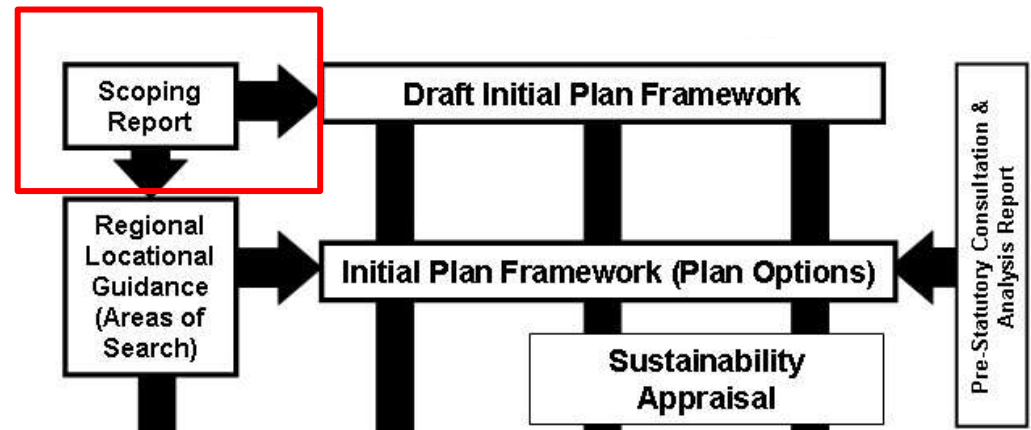 Scoping
Report
Draft Initial Plan Framework
Regional
Locational
Guidance
(Areas of
Search)
Initial Plan Framework (Plan Options)
Sustainability
Appraisal
Pre-Statutory Consultation &
Analysis Report